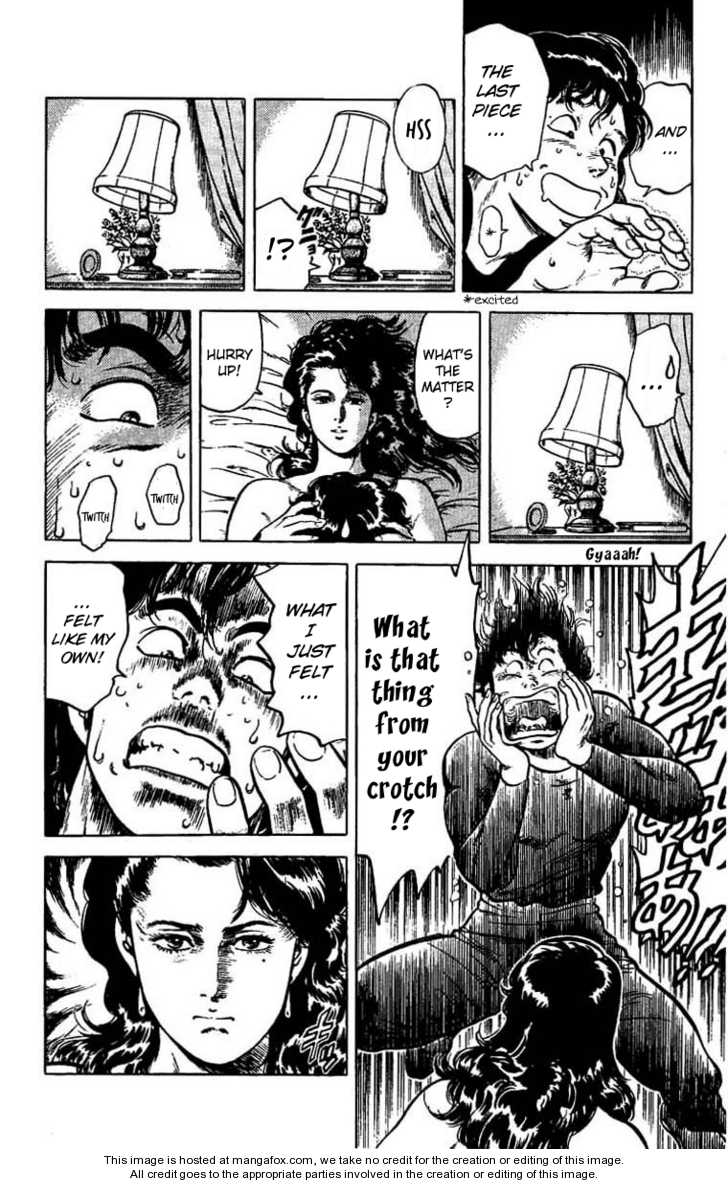 AND
...
THE
LAST
PIECE
...
*
*excited
HSS
!?
...
WHAT'S
THE
MATTER
?
HURRY
UP!
TWITCH
TWITCH
Gyaaah!
What
is that
thing
from
your
crotch
!?
WHAT
I
JUST
FELT
...
...
FELT
LIKE MY
OWN!
This image is hosted at mangafox.com, we take no credit for the creation or editing of this image.
All credit goes to the appropriate parties involved in the creation or editing of this image.